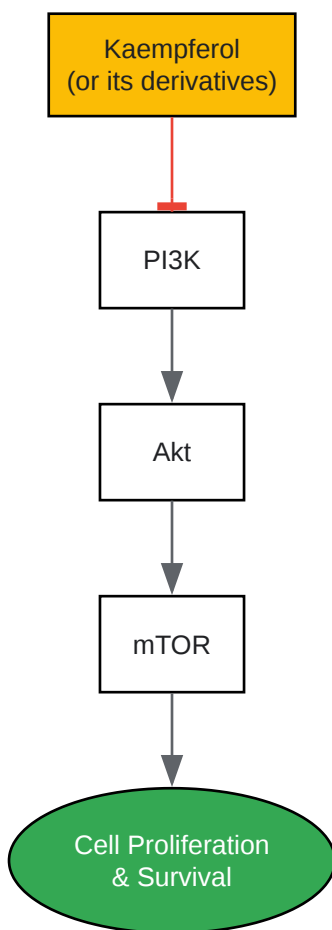 Kaempferol
(or its derivatives)
PI3K
Akt
mTOR
Cell Proliferation
& Survival